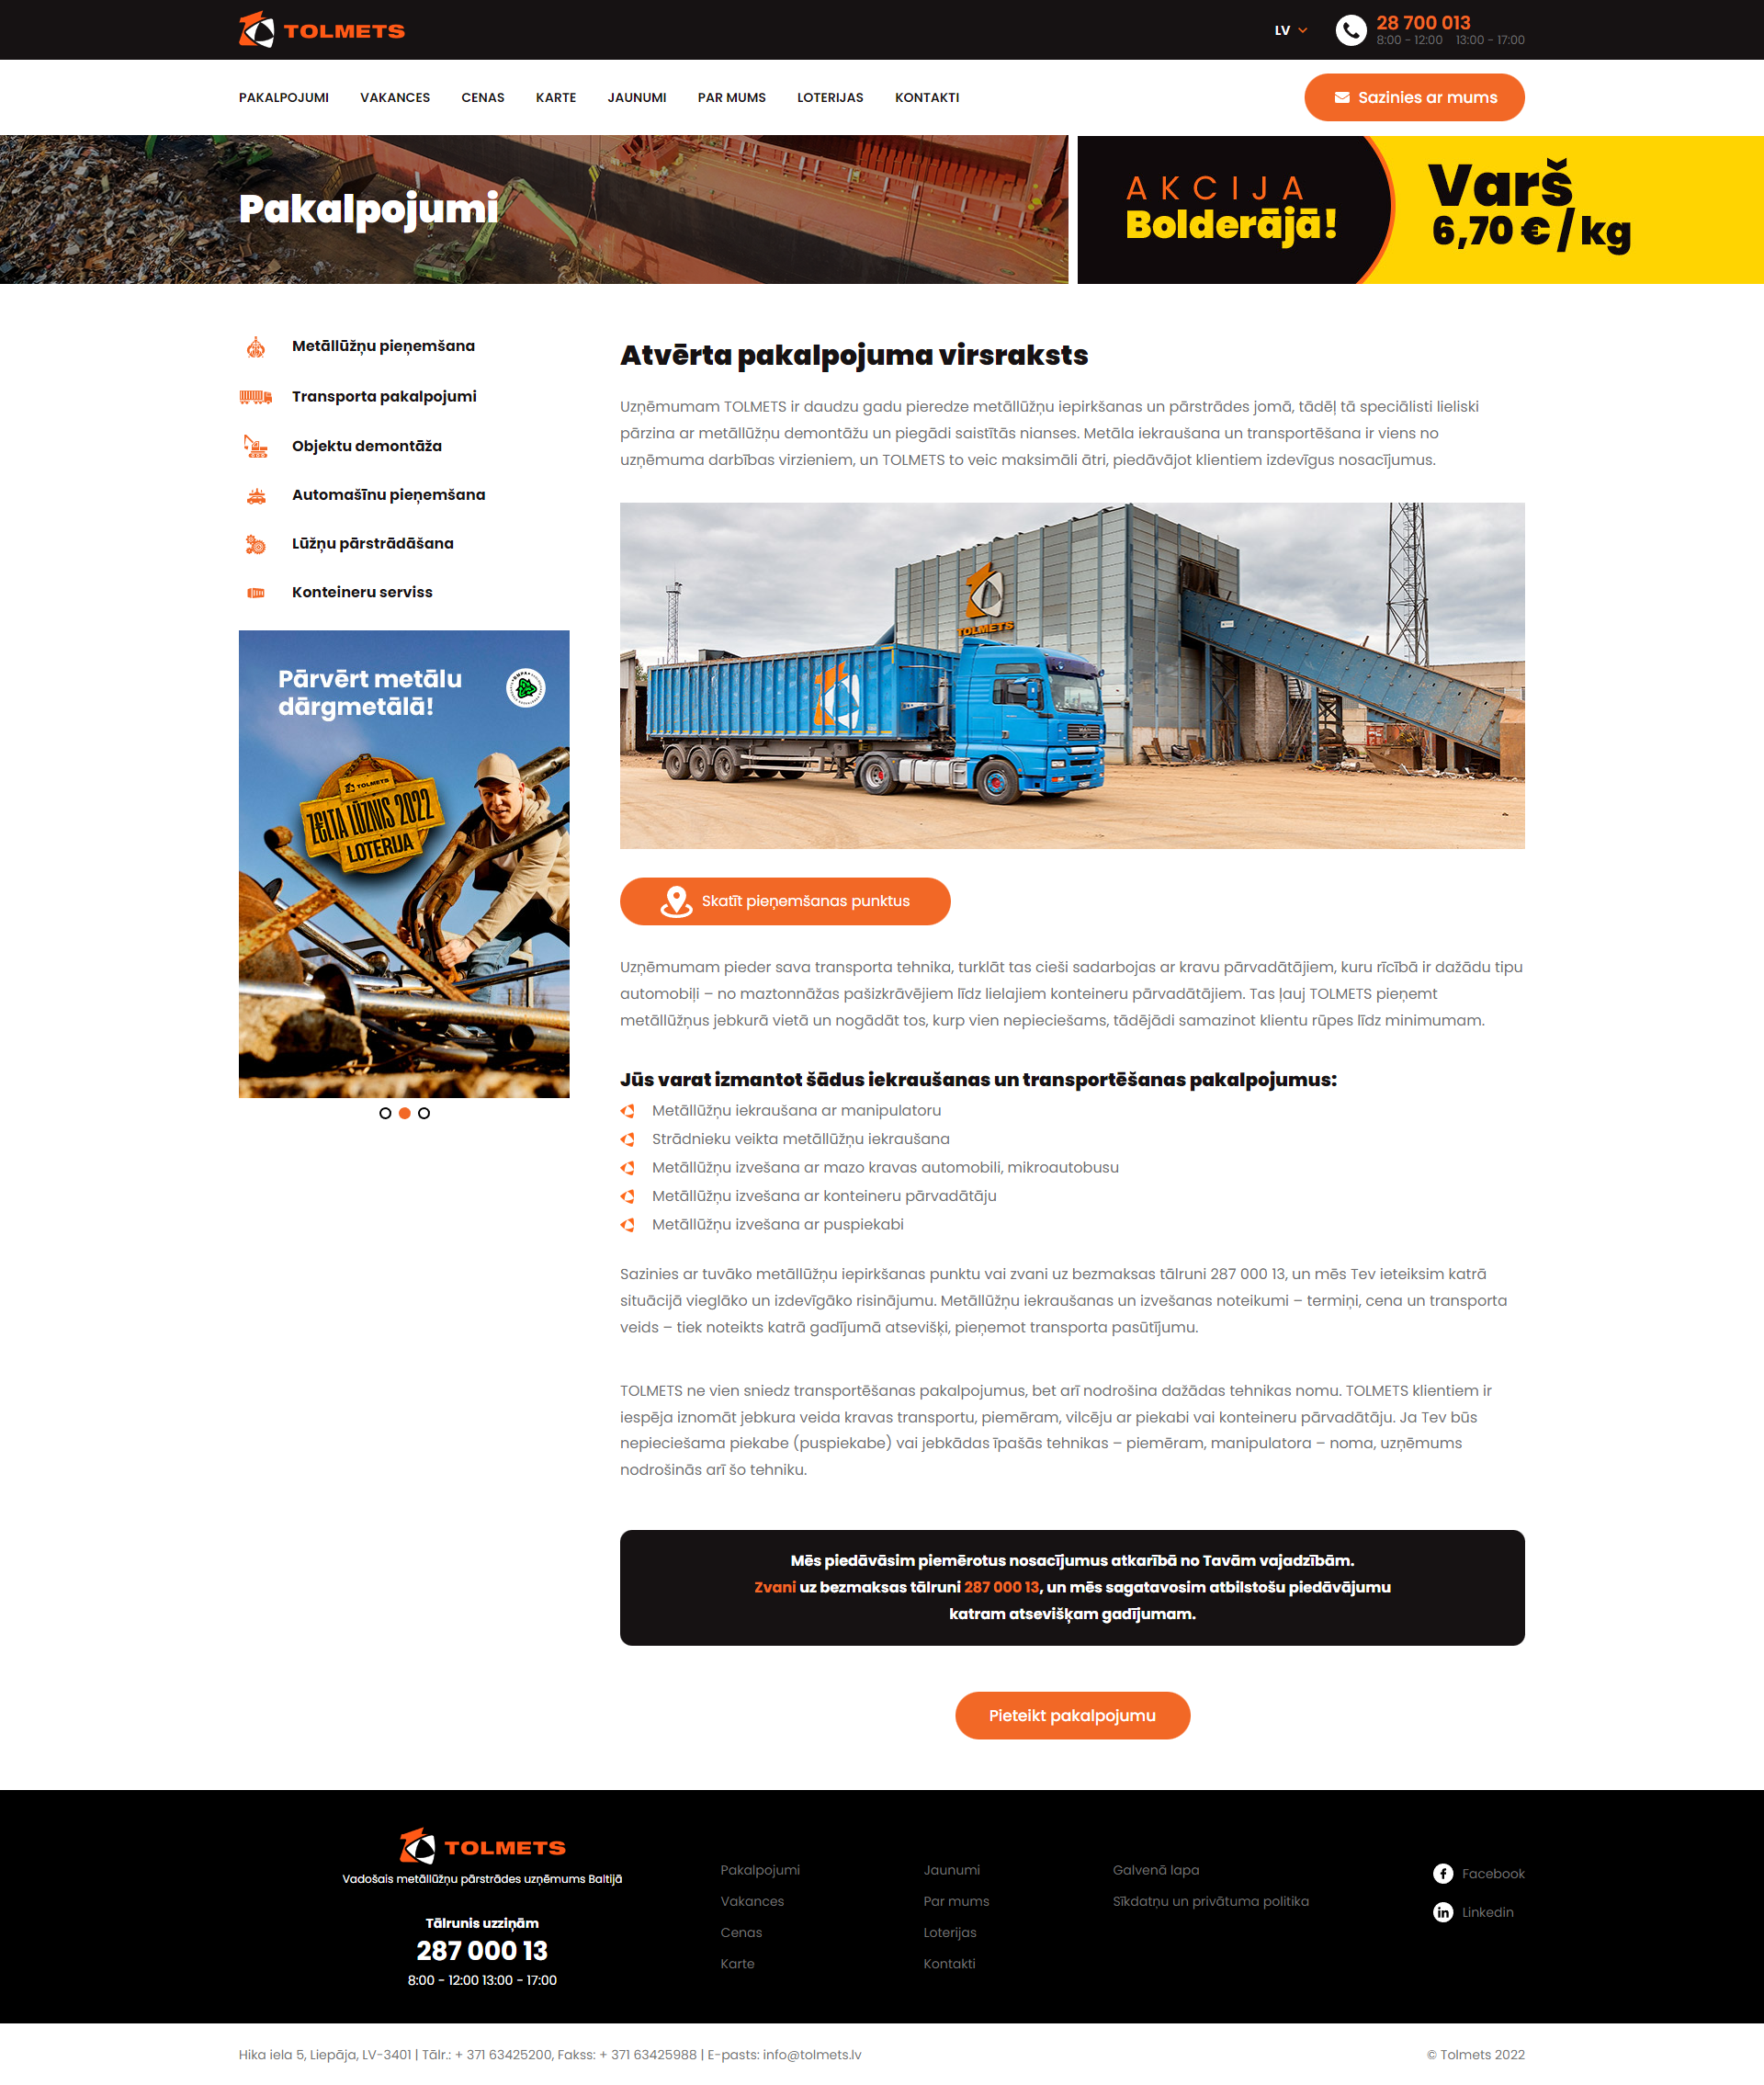 TOLMETS
LV
28 700 013
8:00 - 12:00 13:00 - 17:00
PAKALPOJUMI VAKANCES CENAS KARTE JAUNUMI PAR MUMS LOTERIJAS KONTAKTI
Sazinies ar mums
Pakalpojumi
AKCIJA
Bolderājā!
Varš
6,70 € / kg
Metāllūžņu pieņemšana
Transporta pakalpojumi
Objektu demontāža
Automašīnu pieņemšana
Lūžņu pārstrādāšana
Konteineru serviss
Pārvērt metālu
dārgmetālā!
TOLMETS
ZELTA LŪZNIS 2022
LOTERIJA
Atvērta pakalpojuma virsraksts
Uzņēmumam TOLMETS ir daudzu gadu pieredze metāllūžņu iepirkšanas un pārstrādes jomā, tādēļ tā speciālisti lieliski
pārzina ar metāllūžņu demontāžu un piegādi saistītās nianses. Metāla iekraušana un transportēšana ir viens no
uzņēmuma darbības virzieniem, un TOLMETS to veic maksimāli ātri, piedāvājot klientiem izdevīgus nosacījumus.
TOLMETS
Skatīt pieņemšanas punktus
Uzņēmumam pieder sava transporta tehnika, turklāt tas cieši sadarbojas ar kravu pārvadātājiem, kuru rīcībā ir dažādu tipu
automobiļi – no maztonnāžas pašizkrāvējiem līdz lielajiem konteineru pārvadātājiem. Tas ļauj TOLMETS pieņemt
metāllūžņus jebkurā vietā un nogādāt tos, kurp vien nepieciešams, tādējādi samazinot klientu rūpes līdz minimumam.
Jūs varat izmantot šādus iekraušanas un transportēšanas pakalpojumus:
Metāllūžņu iekraušana ar manipulatoru
Strādnieku veikta metāllūžņu iekraušana
Metāllūžņu izvešana ar mazo kravas automobili, mikroautobusu
Metāllūžņu izvešana ar konteineru pārvadātāju
Metāllūžņu izvešana ar puspiekabi
Sazinies ar tuvāko metāllūžņu iepirkšanas punktu vai zvani uz bezmaksas tālruni 287 000 13, un mēs Tev ieteiksim katrā
situācijā vieglāko un izdevīgāko risinājumu. Metāllūžņu iekraušanas un izvešanas noteikumi – termiņi, cena un transporta
veids – tiek noteikts katrā gadījumā atsevišķi, pieņemot transporta pasūtījumu.
TOLMETS ne vien sniedz transportēšanas pakalpojumus, bet arī nodrošina dažādas tehnikas nomu. TOLMETS klientiem ir
iespēja iznomāt jebkura veida kravas transportu, piemēram, vilcēju ar piekabi vai konteineru pārvadātāju. Ja Tev būs
nepieciešama piekabe (puspiekabe) vai jebkādas īpašās tehnikas – piemēram, manipulatora – noma, uzņēmums
nodrošinās arī šo tehniku.
Mēs piedāvāsim piemērotus nosacījumus atkarībā no Tavām vajadzībām.
Zvani uz bezmaksas tālruni 287 000 13, un mēs sagatavosim atbilstošu piedāvājumu
katram atsevišķam gadījumam.
Pieteikt pakalpojumu
TOLMETS
Vadošais metāllūžņu pārstrādes uzņēmums Baltijā
Tālrunis uzziņām
287 000 13
8:00 - 12:00 13:00 - 17:00
Pakalpojumi
Vakances
Cenas
Karte
Jaunumi
Par mums
Loterijas
Kontakti
Galvenā lapa
Sīkdatņu un privātuma politika
Facebook
Linkedin
Hika iela 5, Liepāja, LV-3401 | Tālr.: + 371 63425200, Fakss: + 371 63425988 | E-pasts: info@tolmets.lv
© Tolmets 2022